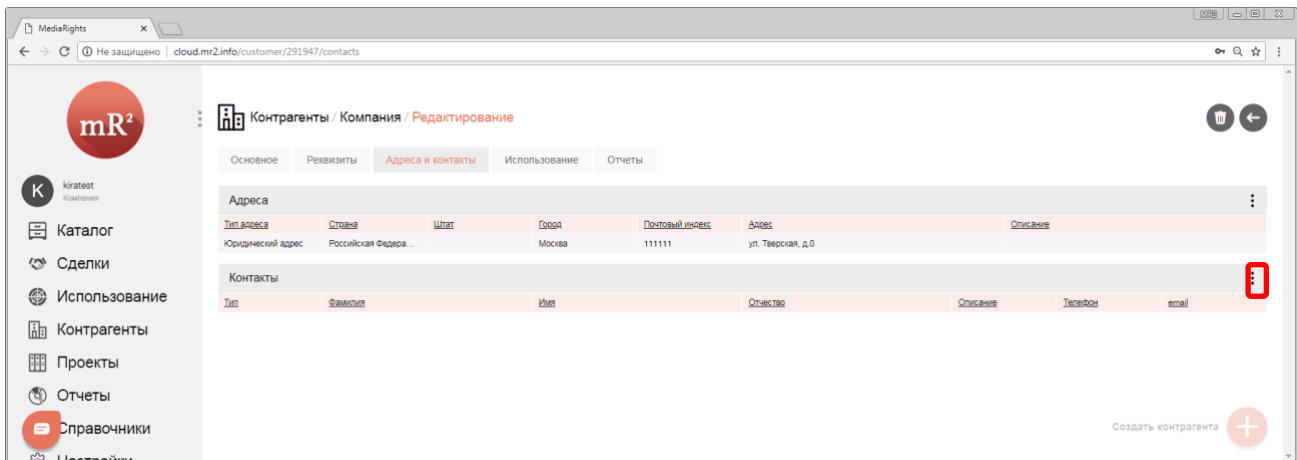 MR2
MediaRights
Не защищено | cloud.mr2.info/customer/291947/contacts
mR²
Контрагенты / Компания / Редактирование
Основное Реквизиты Адреса и контакты Использование Отчеты
K kiratest
Компания
Адреса
Тип адреса Страна Штат Город Почтовый индекс Адрес Описание
Юридический адрес Российская Федера... Москва 111111 ул. Тверская, д.0
Контакты
Тип Фамилия Имя Отчество Описание Телефон email
Каталог
Сделки
Использование
Контрагенты
Проекты
Отчеты
Справочники
Настройки
Создать контрагента